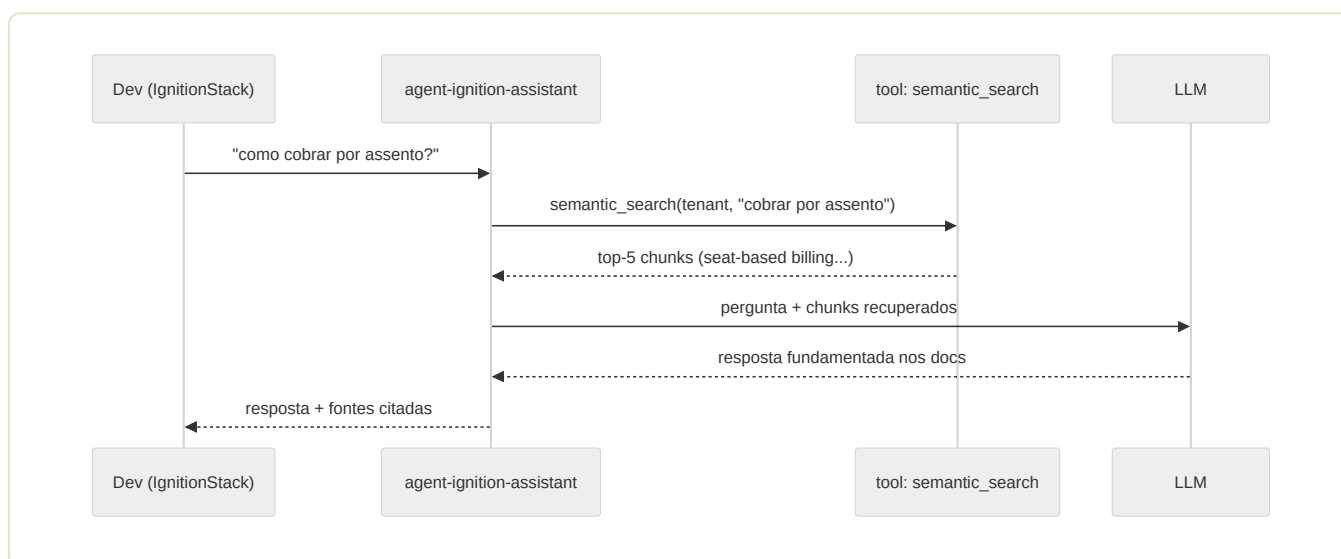 Dev (IgnitionStack)
agent-ignition-assistant
tool: semantic_search
LLM
"como cobrar por assento?"
semantic_search(tenant, "cobrar por assento")
top-5 chunks (seat-based billing...)
pergunta + chunks recuperados
resposta fundamentada nos docs
resposta + fontes citadas
Dev (IgnitionStack)
agent-ignition-assistant
tool: semantic_search
LLM